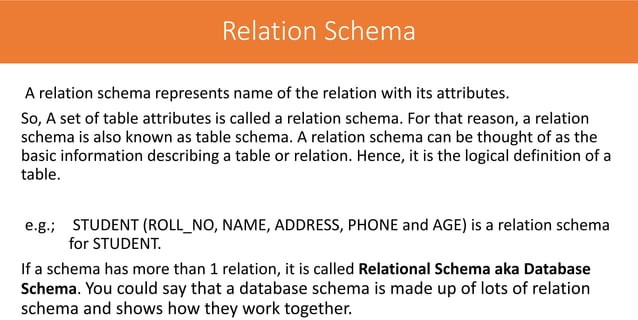 Relation Schema
A relation schema represents name of the relation with its attributes.
So, A set of table attributes is called a relation schema. For that reason, a relation
schema is also known as table schema. A relation schema can be thought of as the
basic information describing a table or relation. Hence, it is the logical definition of a
table.
e.g.; STUDENT (ROLL_NO, NAME, ADDRESS, PHONE and AGE) is a relation schema
for STUDENT.
If a schema has more than 1 relation, it is called Relational Schema aka Database
Schema. You could say that a database schema is made up of lots of relation
schema and shows how they work together.